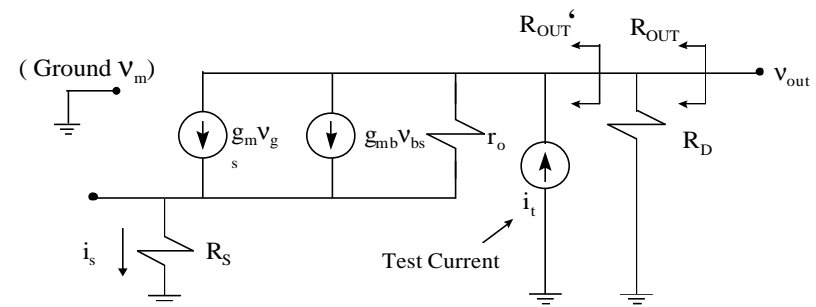 R_OUT‘
R_OUT
( Ground v_m)
v_out
g_m v_g
s
g_mb v_bs
r_o
R_D
i_t
i_s
R_S
Test Current